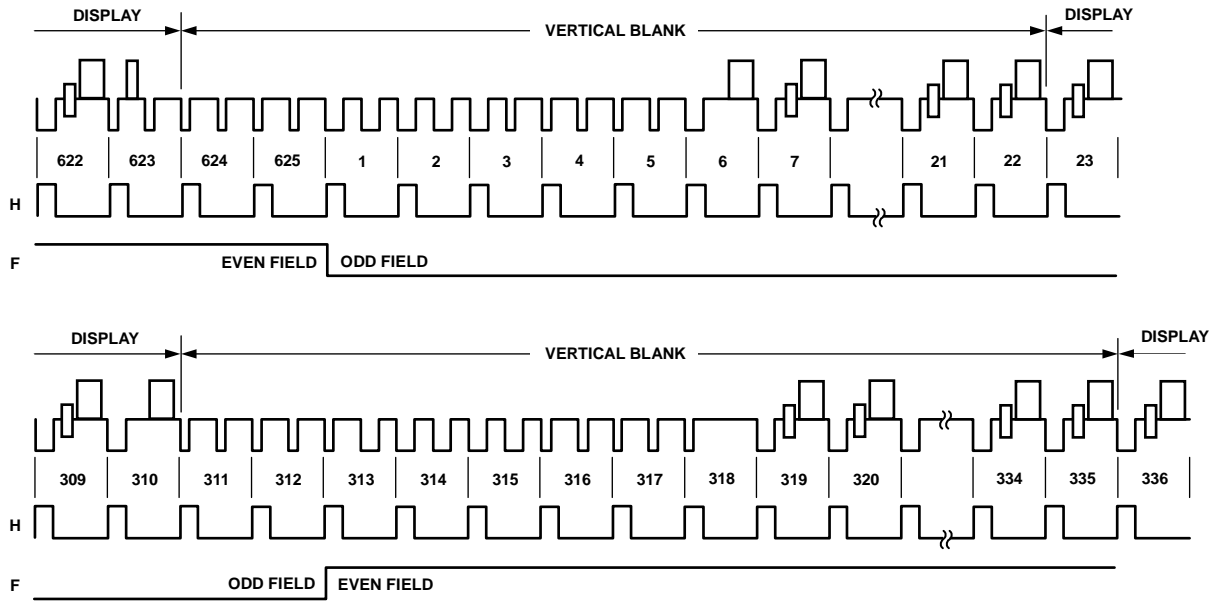 DISPLAY VERTICAL BLANK DISPLAY
622 623 624 625 1 2 3 4 5 6 7 21 22 23
H
F EVEN FIELD ODD FIELD
DISPLAY VERTICAL BLANK DISPLAY
309 310 311 312 313 314 315 316 317 318 319 320 334 335 336
H
F ODD FIELD EVEN FIELD